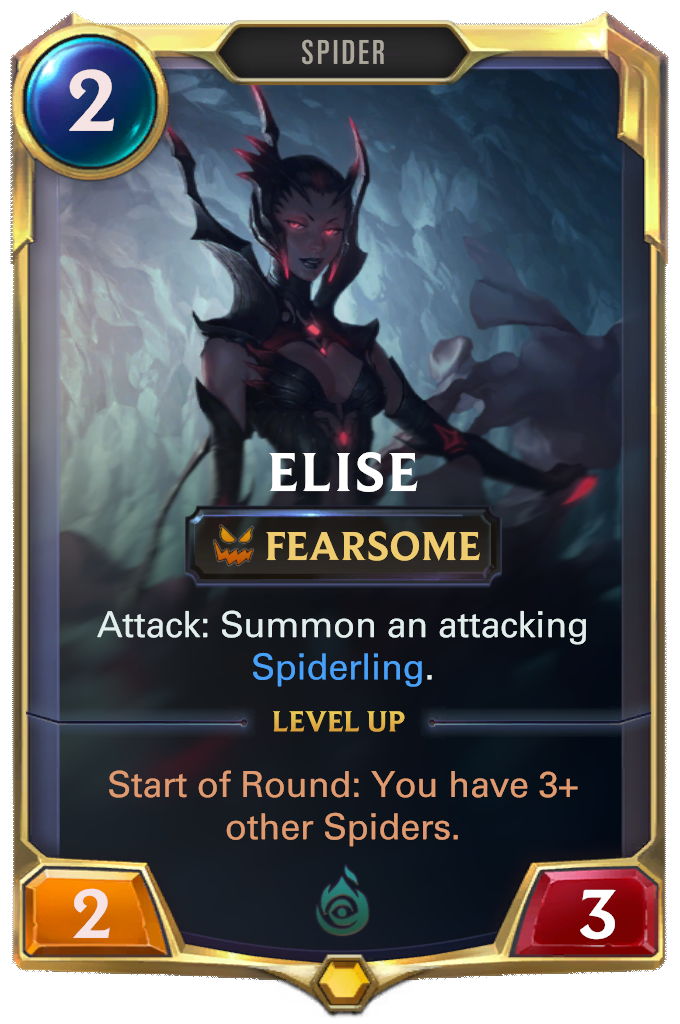 SPIDER
2
ELISE
FEARSOME
Attack: Summon an attacking
Spiderling.
LEVEL UP
Start of Round: You have 3+
other Spiders.
2
3